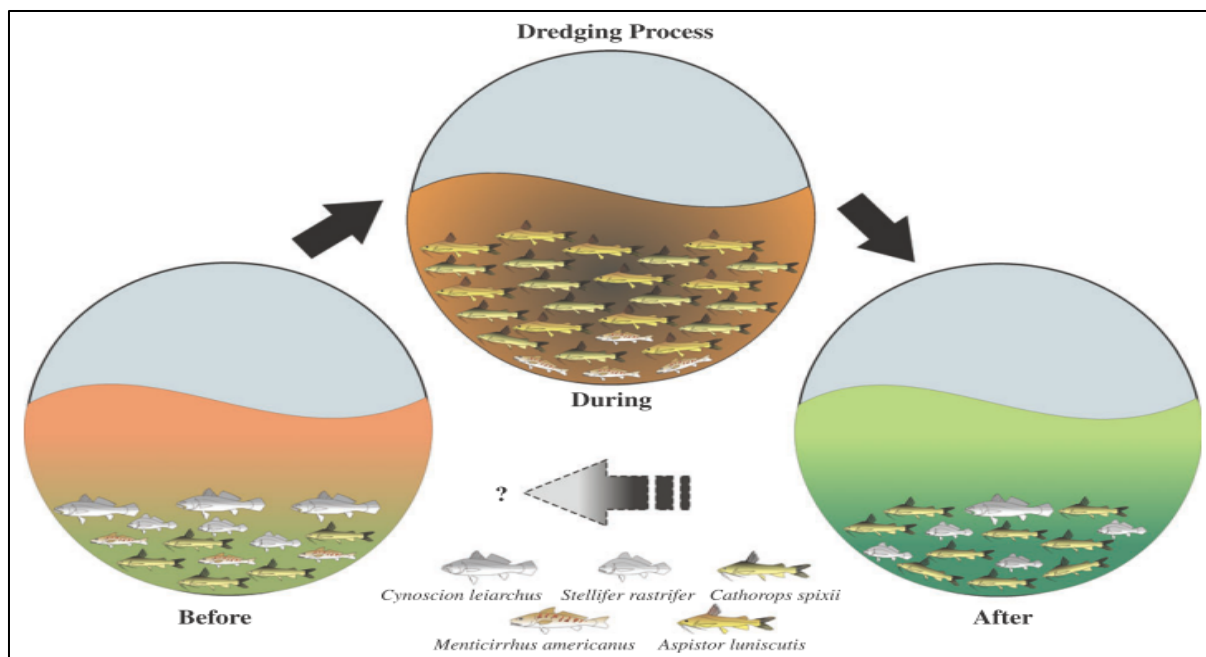 Dredging Process
During
?
Cynoscion leiarchus Stellifer rastrifer Cathorops spixii
Before
After
Menticirrhus americanus Aspistor luniscutis